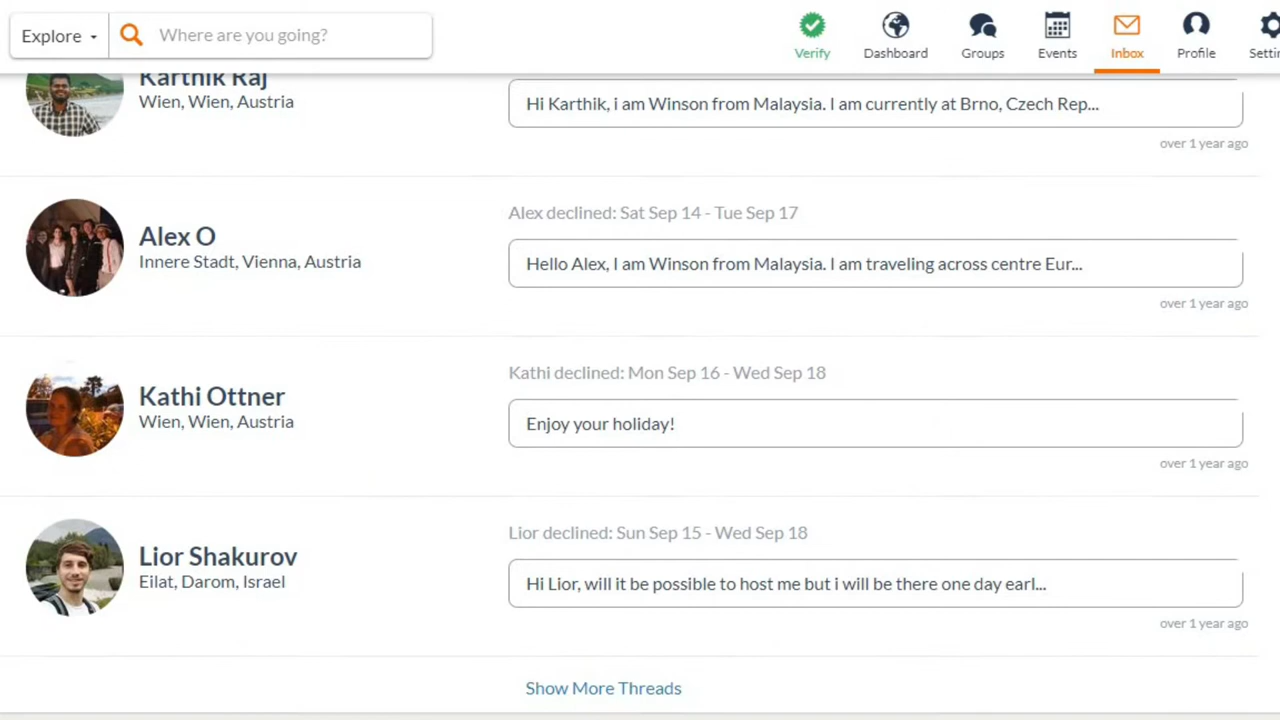 Explore
Where are you going?
Verify
Dashboard
Groups
Events
Inbox
Profile
Settin
Karthik Raj
Wien, Wien, Austria
Hi Karthik, i am Winson from Malaysia. I am currently at Brno, Czech Rep...
over 1 year ago
Alex O
Innere Stadt, Vienna, Austria
Alex declined: Sat Sep 14 - Tue Sep 17
Hello Alex, I am Winson from Malaysia. I am traveling across centre Eur...
over 1 year ago
Kathi Ottner
Wien, Wien, Austria
Kathi declined: Mon Sep 16 - Wed Sep 18
Enjoy your holiday!
over 1 year ago
Lior Shakurov
Eilat, Darom, Israel
Lior declined: Sun Sep 15 - Wed Sep 18
Hi Lior, will it be possible to host me but i will be there one day earl...
over 1 year ago
Show More Threads